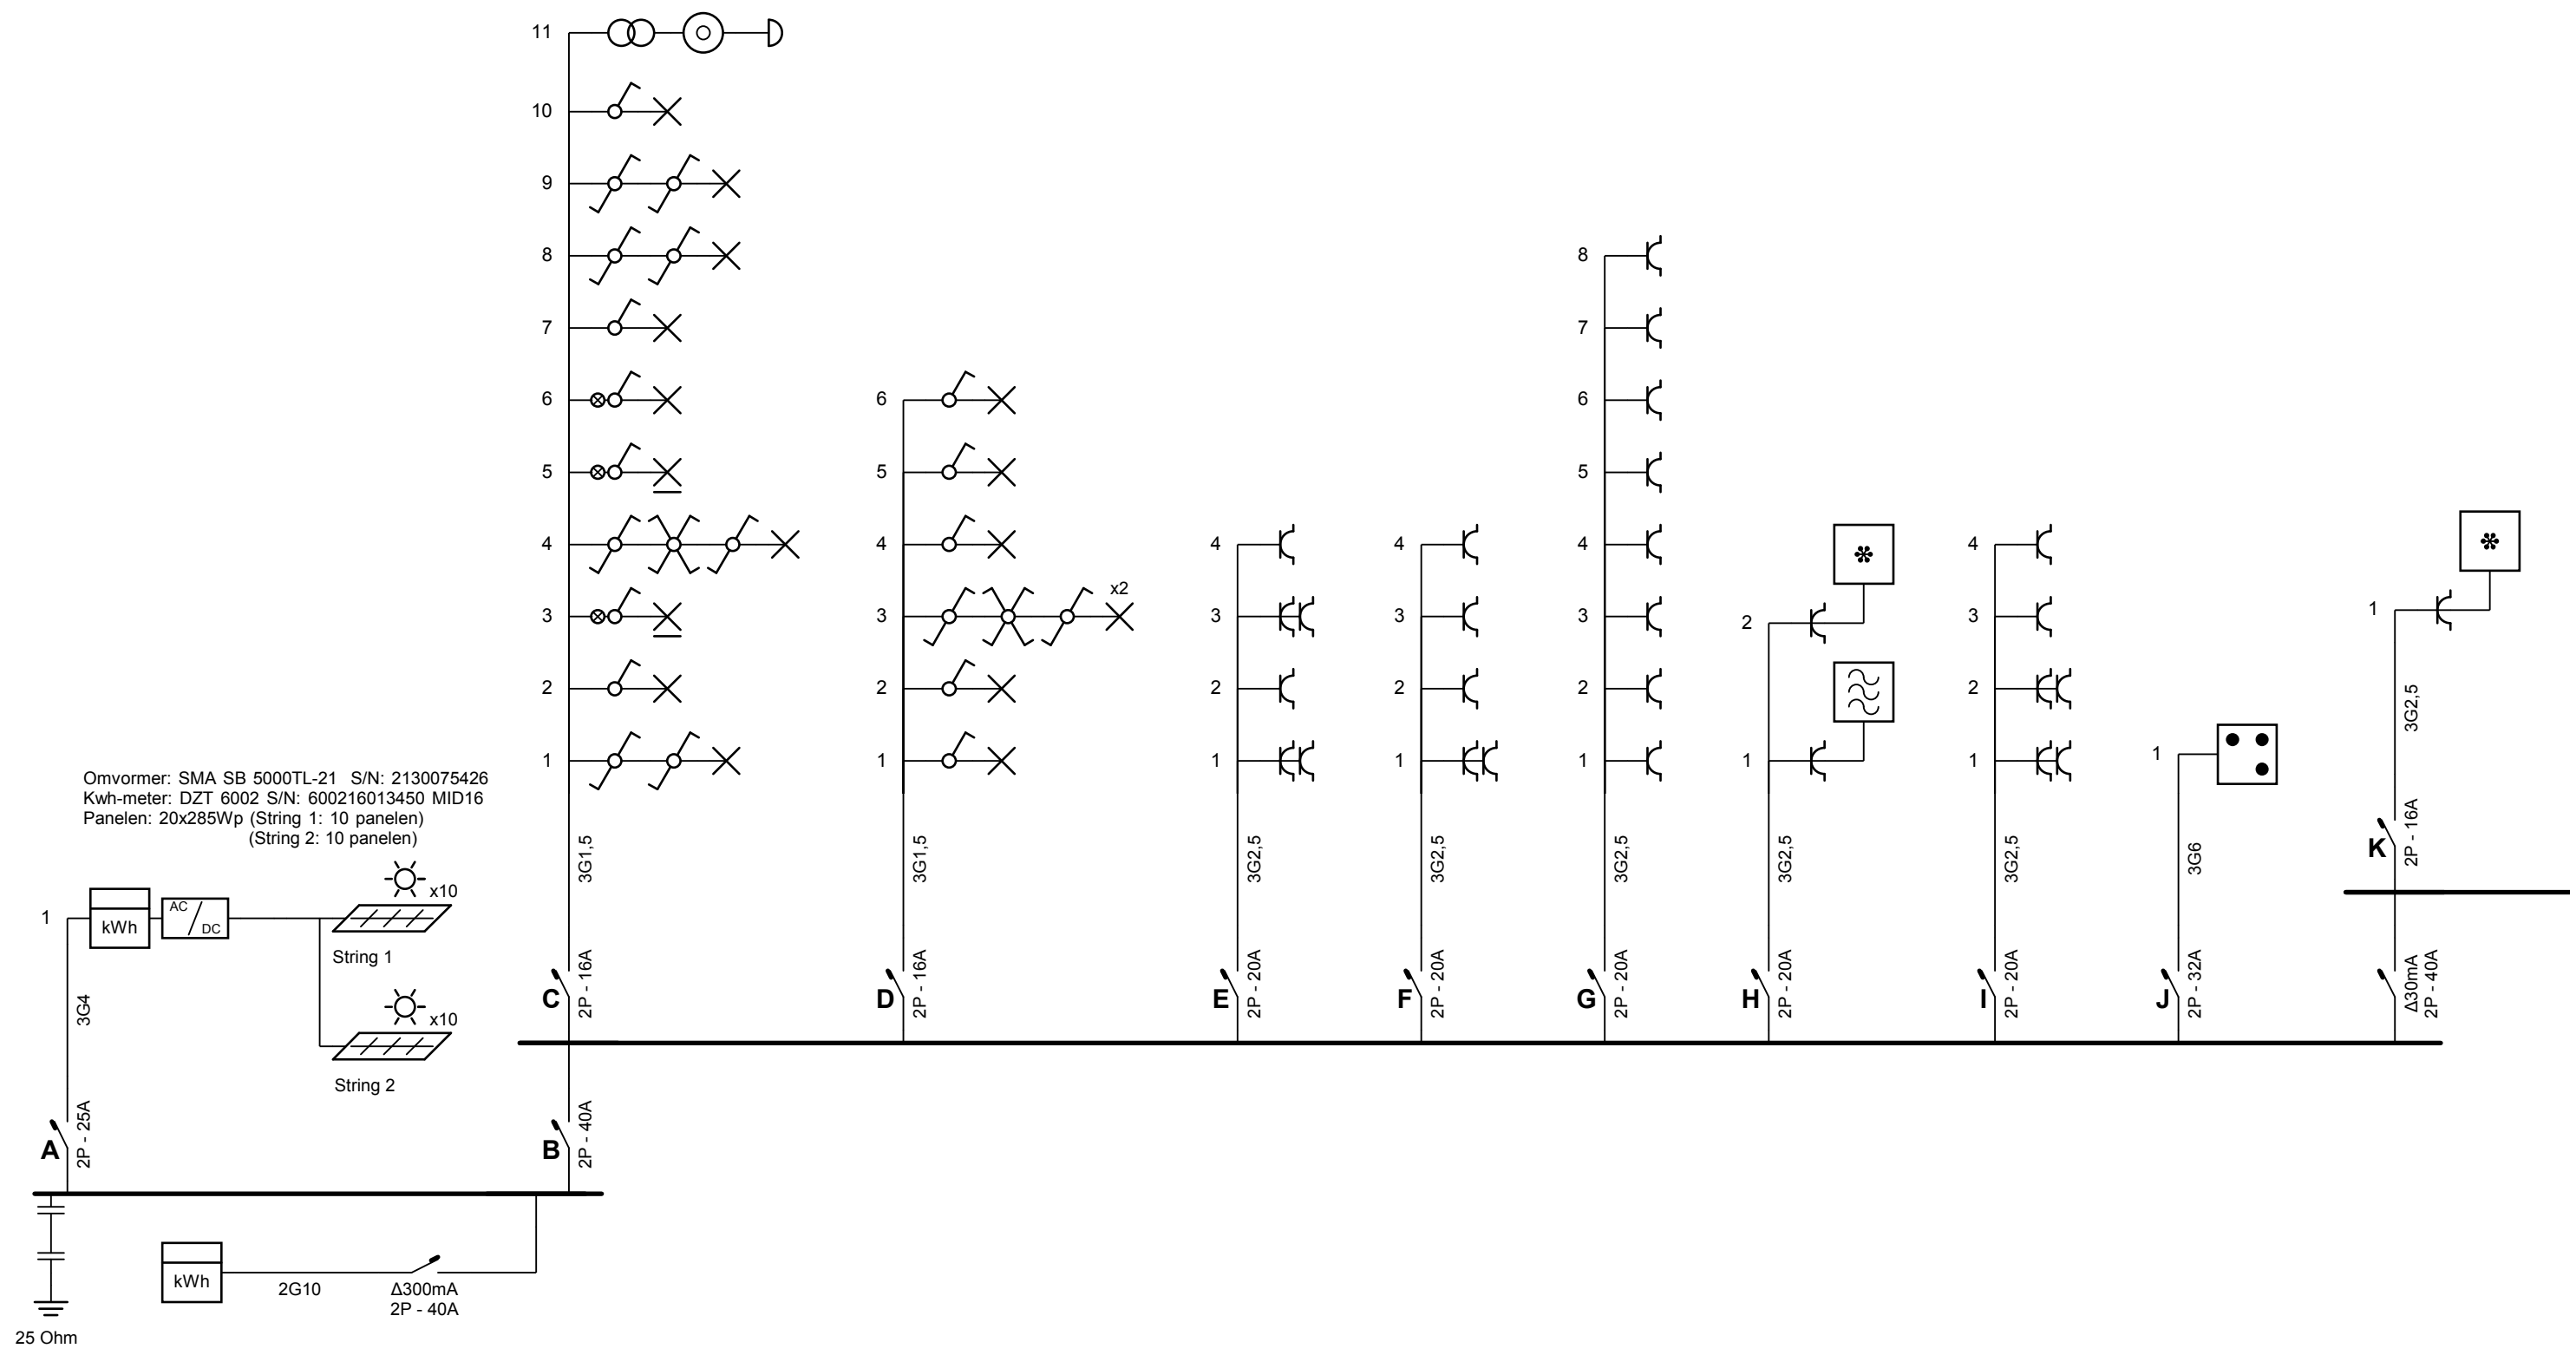 11
10
9
8
7
6
5
4
3
2
1
3G1,5
C
2P - 16A
6
5
4
3
x2
2
1
3G1,5
D
2P - 16A
4
3
2
1
3G2,5
E
2P - 20A
4
3
2
1
3G2,5
F
2P - 20A
8
7
6
5
4
3
2
1
3G2,5
G
2P - 20A
2
*
1
3G2,5
H
2P - 20A
4
3
2
1
3G2,5
I
2P - 20A
1
3G6
J
2P - 32A
*
1
3G2,5
K
2P - 16A
Δ30mA
2P - 40A
Omvormer: SMA SB 5000TL-21 S/N: 2130075426
Kwh-meter: DZT 6002 S/N: 600216013450 MID16
Panelen: 20x285Wp (String 1: 10 panelen)
(String 2: 10 panelen)
1
kWh
AC
DC
x10
String 1
x10
String 2
3G4
A
2P - 25A
B
2P - 40A
kWh
2G10
Δ300mA
2P - 40A
25 Ohm